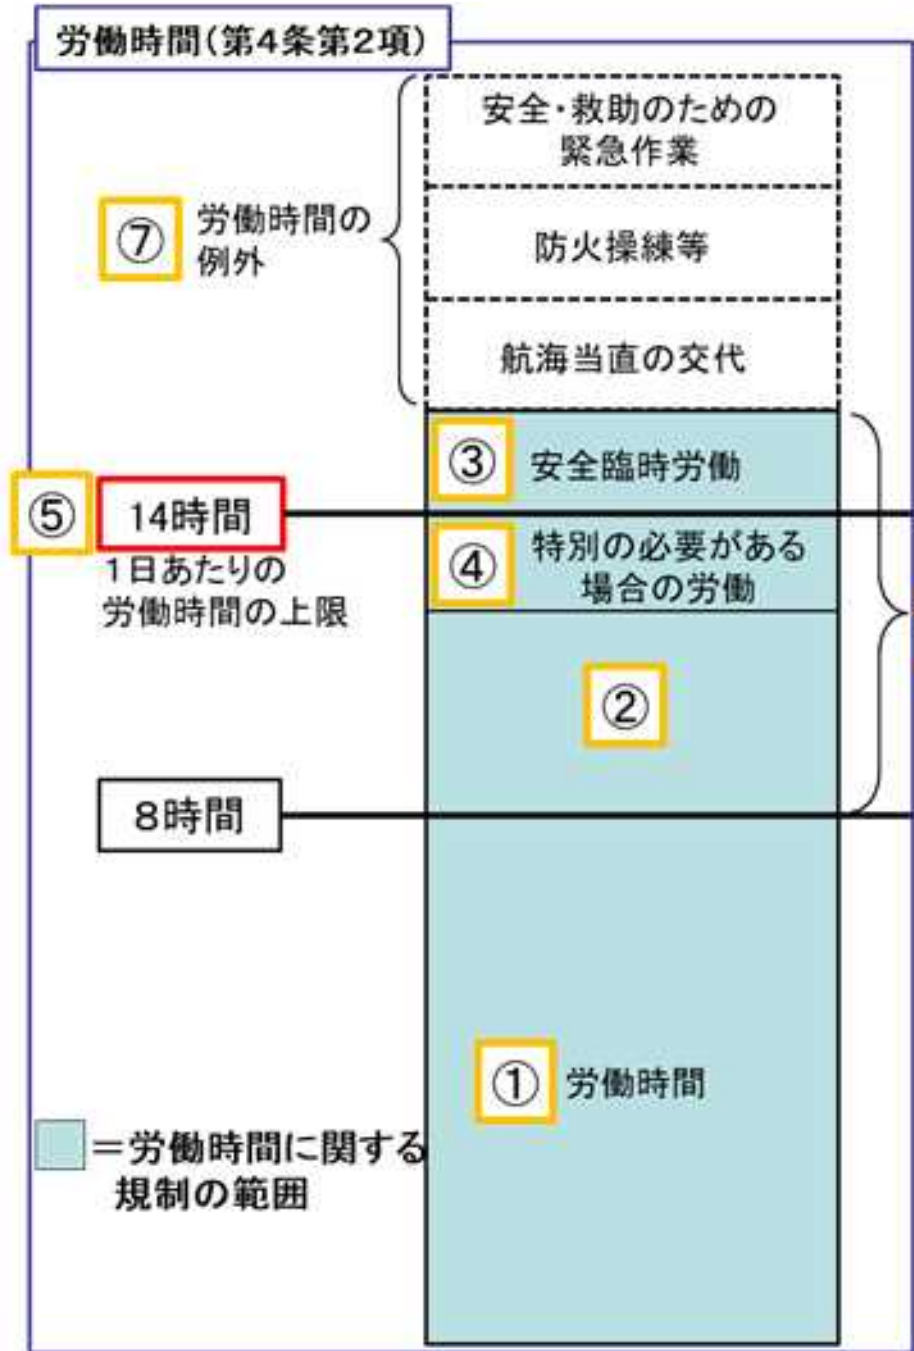 労働時間(第4条第2項)
安全・救助のための
緊急作業
⑦ 労働時間の
例外
防火操練等
航海当直の交代
③ 安全臨時労働
⑤ 14時間
1日あたりの
労働時間の上限
④ 特別の必要がある
場合の労働
②
8時間
① 労働時間
=労働時間に関する
規制の範囲